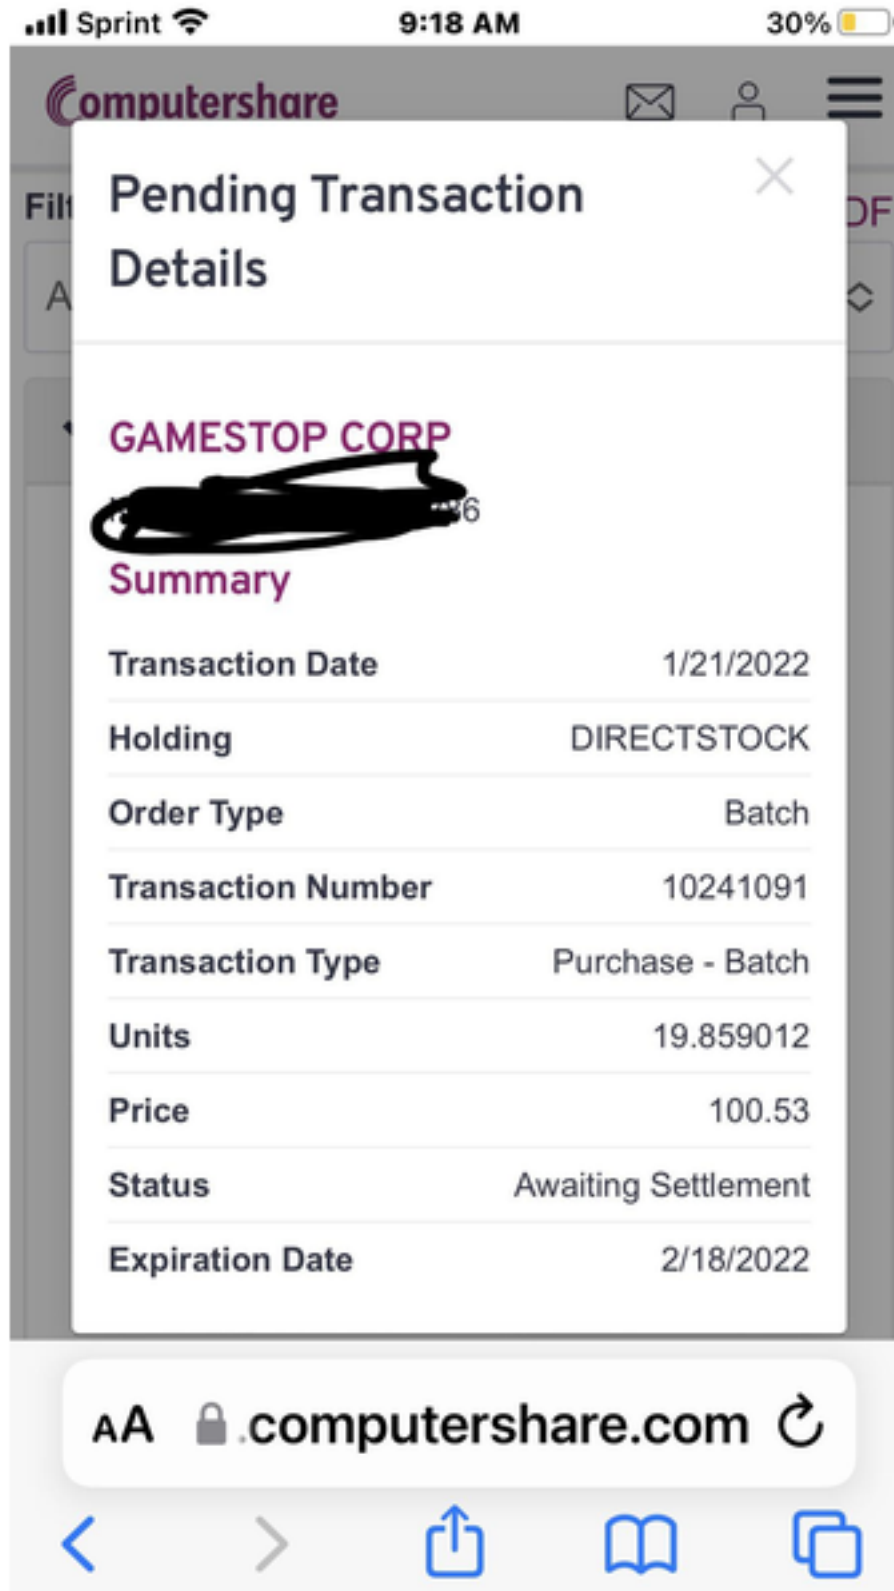 Sprint 9:18 AM 30%
Computershare
Pending Transaction
Details
GAMESTOP CORP
Summary
Transaction Date 1/21/2022
Holding DIRECTSTOCK
Order Type Batch
Transaction Number 10241091
Transaction Type Purchase - Batch
Units 19.859012
Price 100.53
Status Awaiting Settlement
Expiration Date 2/18/2022
AA .computershare.com